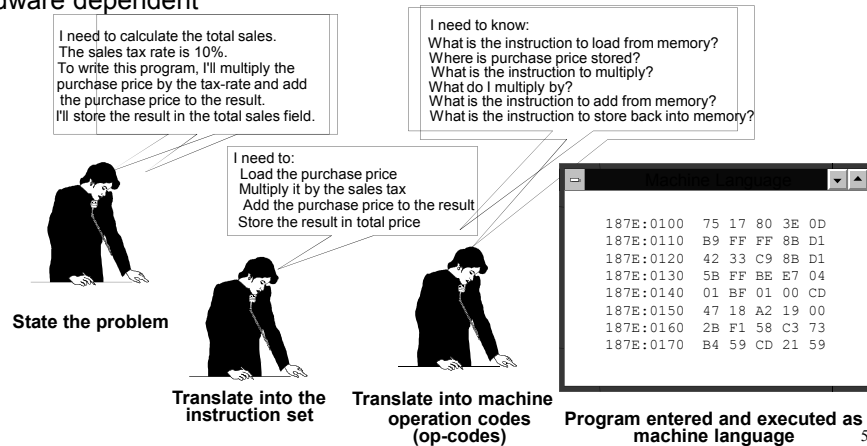 dware dependent
I need to calculate the total sales.
The sales tax rate is 10%.
To write this program, I'll multiply the
purchase price by the tax-rate and add
the purchase price to the result.
I'll store the result in the total sales field.
I need to know:
What is the instruction to load from memory?
Where is purchase price stored?
What is the instruction to multiply?
What do I multiply by?
What is the instruction to add from memory?
What is the instruction to store back into memory?
I need to:
Load the purchase price
Multiply it by the sales tax
Add the purchase price to the result
Store the result in total price
Machine Language
187E:0100 75 17 80 3E 0D
187E:0110 B9 FF FF 8B D1
187E:0120 42 33 C9 8B D1
187E:0130 5B FF BE E7 04
187E:0140 01 BF 01 00 CD
187E:0150 47 18 A2 19 00
187E:0160 2B F1 58 C3 73
187E:0170 B4 59 CD 21 59
State the problem
Translate into the
instruction set
Translate into machine
operation codes
(op-codes)
Program entered and executed as
machine language
5